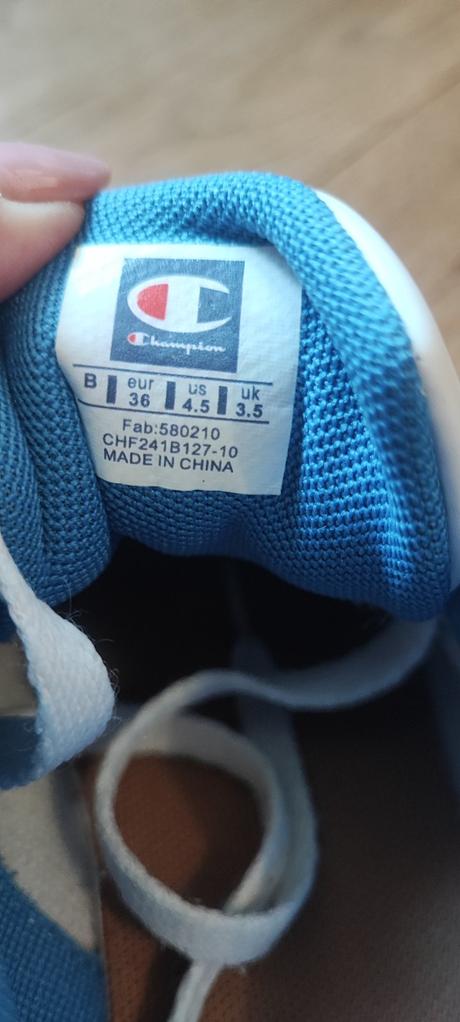 Champion
B eur 36 us 4.5 uk 3.5
Fab:580210
CHF241B127-10
MADE IN CHINA